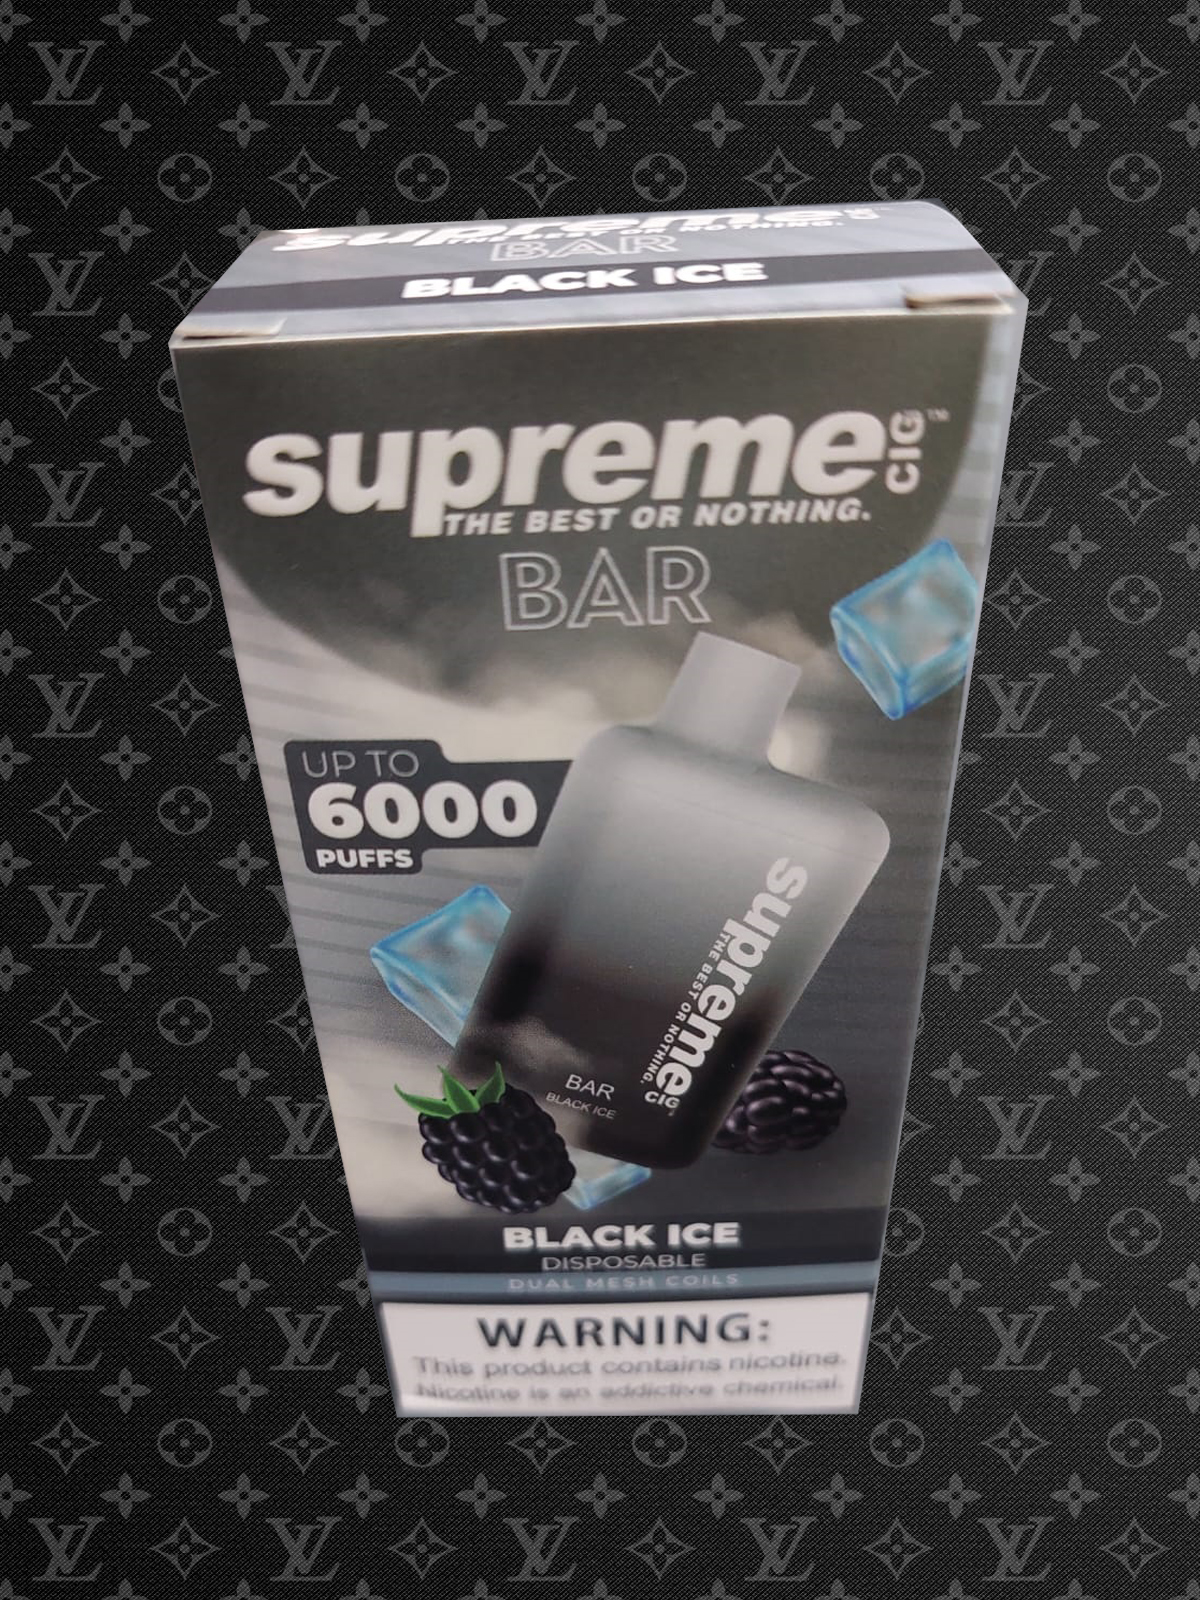 supreme CIG
THE BEST OR NOTHING.
BAR
BLACK ICE
supreme CIG™
THE BEST OR NOTHING.
BAR
UP TO
6000
PUFFS
supreme
THE BEST OR NOTHING.
CIG
BAR
BLACK ICE
BLACK ICE
DISPOSABLE
DUAL MESH COILS
WARNING:
This product contains nicotine.
Nicotine is an addictive chemical.